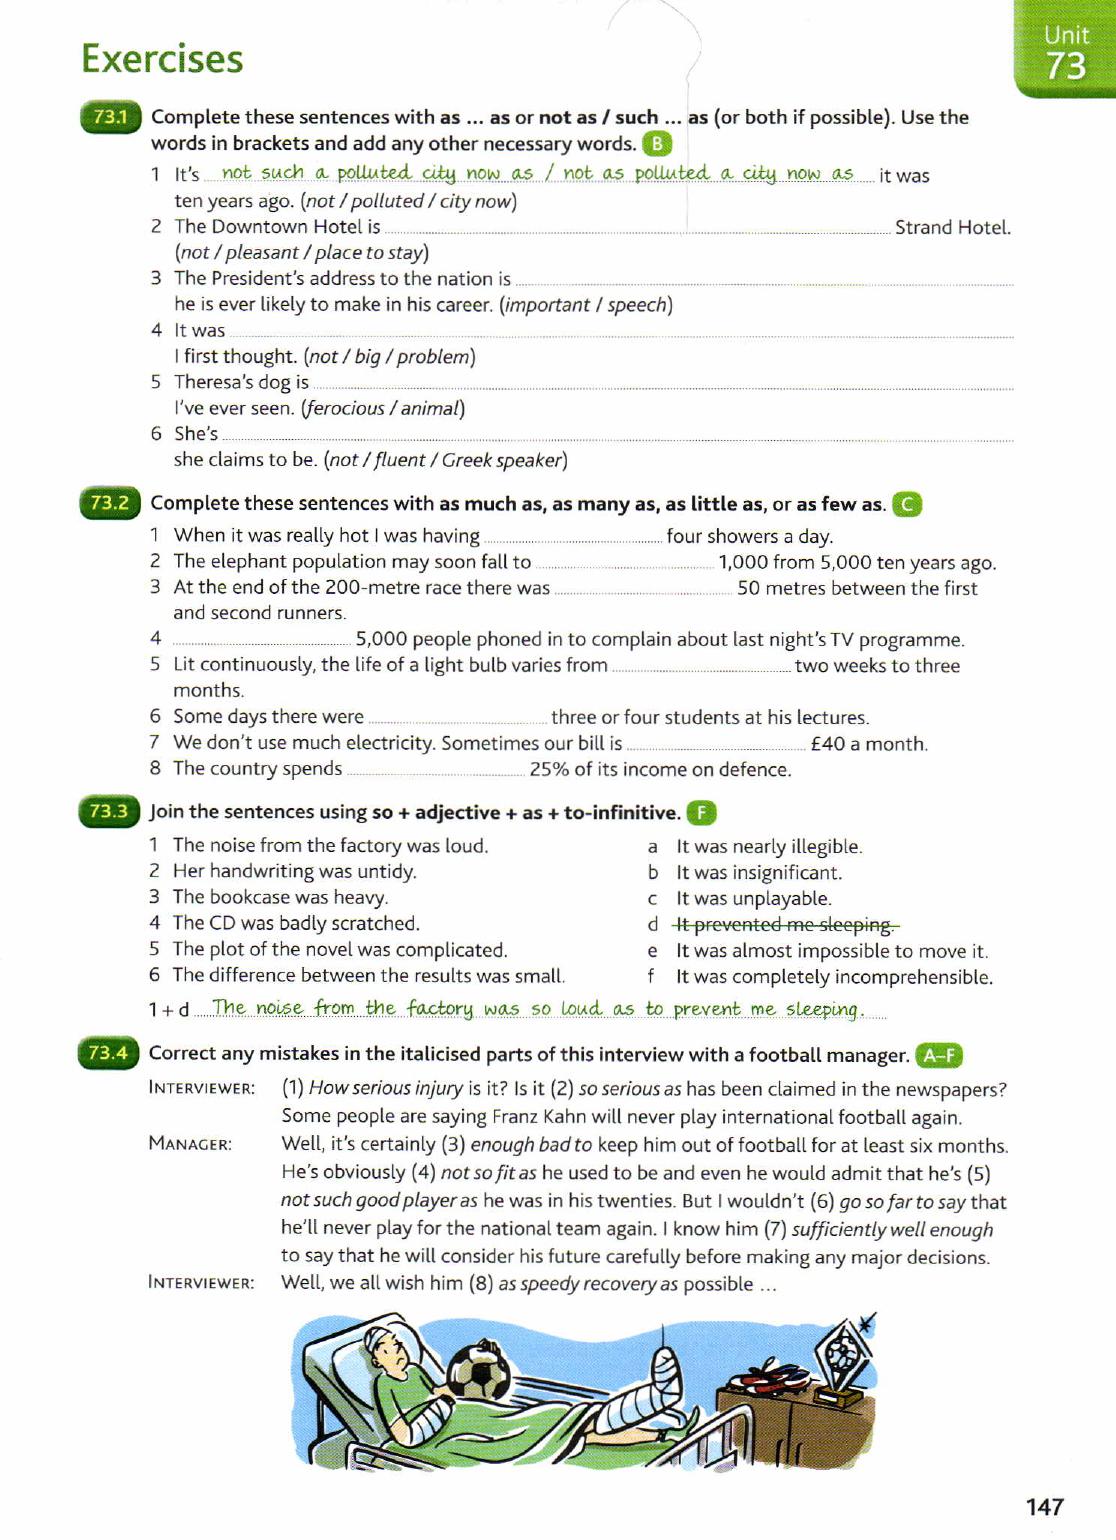 Exercises
Unit
73
73.1 Complete these sentences with as ... as or not as / such ... as (or both if possible). Use the
words in brackets and add any other necessary words. B
1 It's not such a polluted city now as / not as polluted a city now as it was
ten years ago. (not / polluted / city now)
2 The Downtown Hotel is ........ Strand Hotel.
(not / pleasant / place to stay)
3 The President's address to the nation is ........
he is ever likely to make in his career. (important / speech)
4 It was ........
I first thought. (not / big / problem)
5 Theresa's dog is ........
I've ever seen. (ferocious / animal)
6 She's ........
she claims to be. (not / fluent / Greek speaker)
73.2 Complete these sentences with as much as, as many as, as little as, or as few as. C
1 When it was really hot I was having ........ four showers a day.
2 The elephant population may soon fall to ........ 1,000 from 5,000 ten years ago.
3 At the end of the 200-metre race there was ........ 50 metres between the first
and second runners.
4 ........ 5,000 people phoned in to complain about last night's TV programme.
5 Lit continuously, the life of a light bulb varies from ........ two weeks to three
months.
6 Some days there were ........ three or four students at his lectures.
7 We don't use much electricity. Sometimes our bill is ........ £40 a month.
8 The country spends ........ 25% of its income on defence.
73.3 Join the sentences using so + adjective + as + to-infinitive. F
1 The noise from the factory was loud. a It was nearly illegible.
2 Her handwriting was untidy. b It was insignificant.
3 The bookcase was heavy. c It was unplayable.
4 The CD was badly scratched. d It prevented me sleeping.
5 The plot of the novel was complicated. e It was almost impossible to move it.
6 The difference between the results was small. f It was completely incomprehensible.
1 + d The noise from the factory was so loud as to prevent me sleeping.
73.4 Correct any mistakes in the italicised parts of this interview with a football manager. A–F
INTERVIEWER: (1) How serious injury is it? Is it (2) so serious as has been claimed in the newspapers?
Some people are saying Franz Kahn will never play international football again.
MANAGER: Well, it's certainly (3) enough bad to keep him out of football for at least six months.
He's obviously (4) not so fit as he used to be and even he would admit that he's (5)
not such good player as he was in his twenties. But I wouldn't (6) go so far to say that
he'll never play for the national team again. I know him (7) sufficiently well enough
to say that he will consider his future carefully before making any major decisions.
INTERVIEWER: Well, we all wish him (8) as speedy recovery as possible ...
147